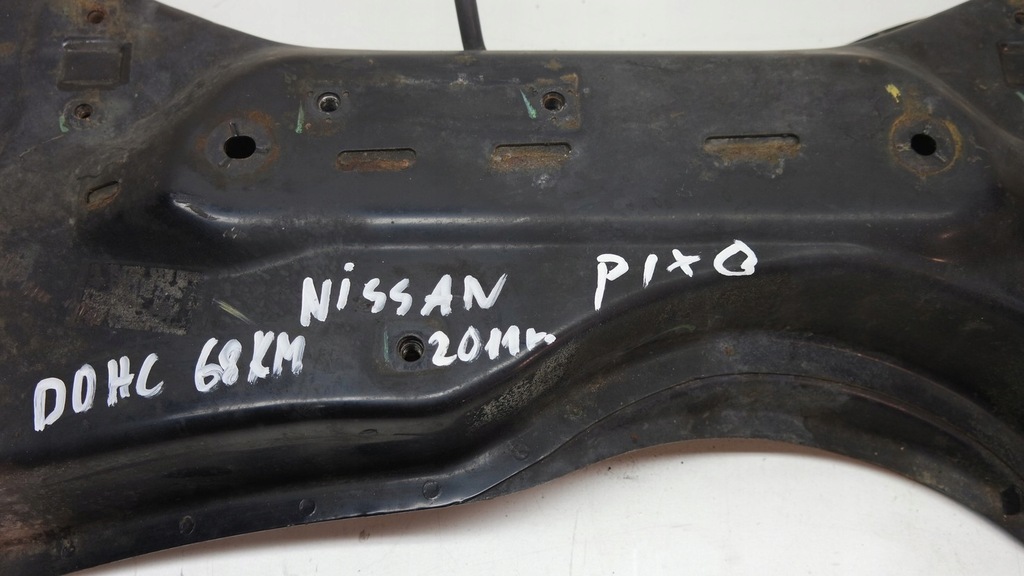 NiSSAN PIXO
DOHC 68KM 2011r.